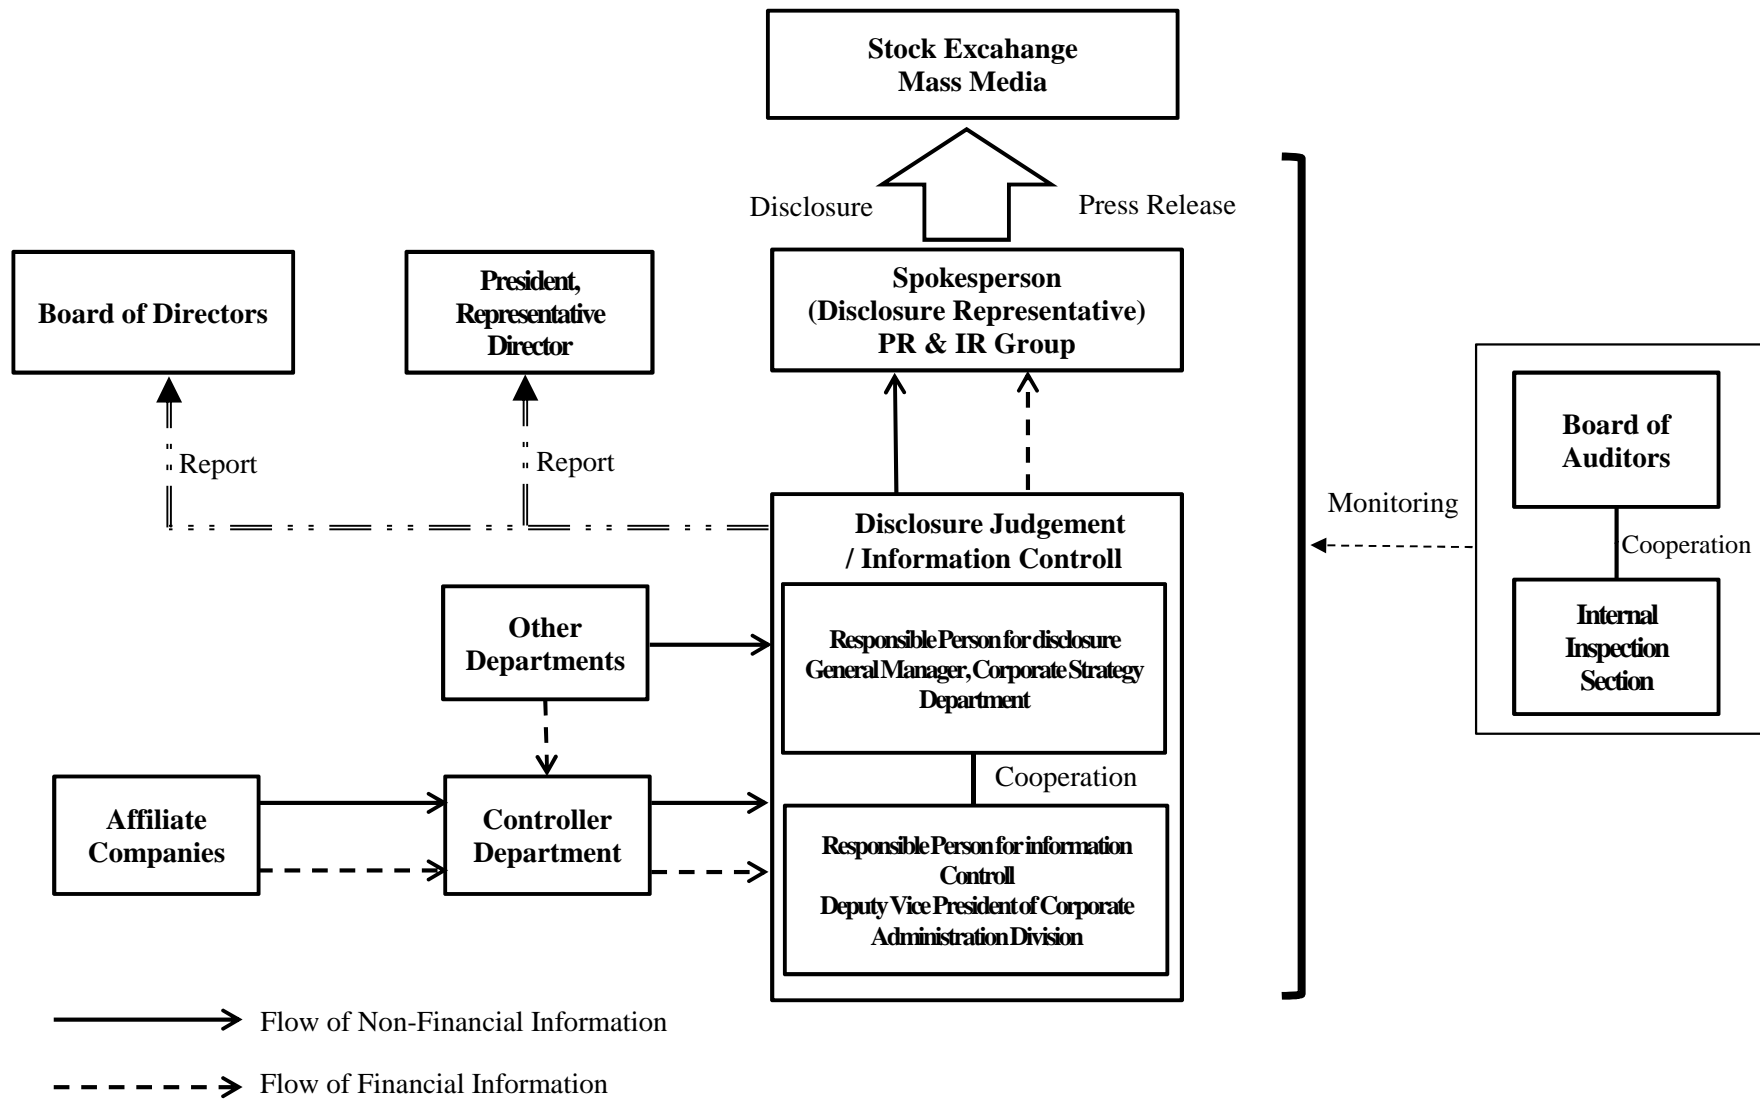 Stock Excahange
Mass Media
Disclosure
Press Release
Board of Directors
President,
Representative
Director
Spokesperson
(Disclosure Representative)
PR & IR Group
Report
Report
Board of
Auditors
Monitoring
Cooperation
Internal
Inspection
Section
Disclosure Judgement
/ Information Controll
Other
Departments
Responsible Person for disclosure
General Manager, Corporate Strategy
Department
Cooperation
Affiliate
Companies
Controller
Department
Responsible Person for information
Controll
Deputy Vice President of Corporate
Administration Division
Flow of Non-Financial Information
Flow of Financial Information